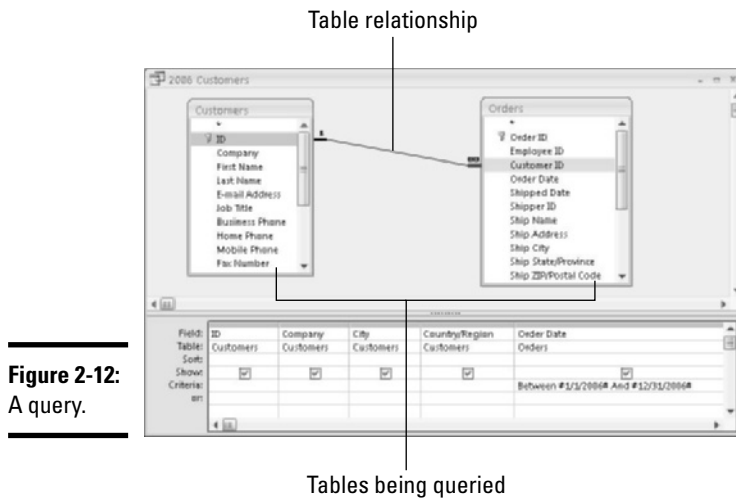 Table relationship
2006 Customers
Customers
*
ID
Company
First Name
Last Name
E-mail Address
Job Title
Business Phone
Home Phone
Mobile Phone
Fax Number
Orders
*
Order ID
Employee ID
Customer ID
Order Date
Shipped Date
Shipper ID
Ship Name
Ship Address
Ship City
Ship State/Province
Ship ZIP/Postal Code
1
∞
Field: ID Company City Country/Region Order Date
Table: Customers Customers Customers Customers Orders
Sort:
Show:
Criteria: Between #1/1/2006# And #12/31/2006#
or:
Figure 2-12:
A query.
Tables being queried